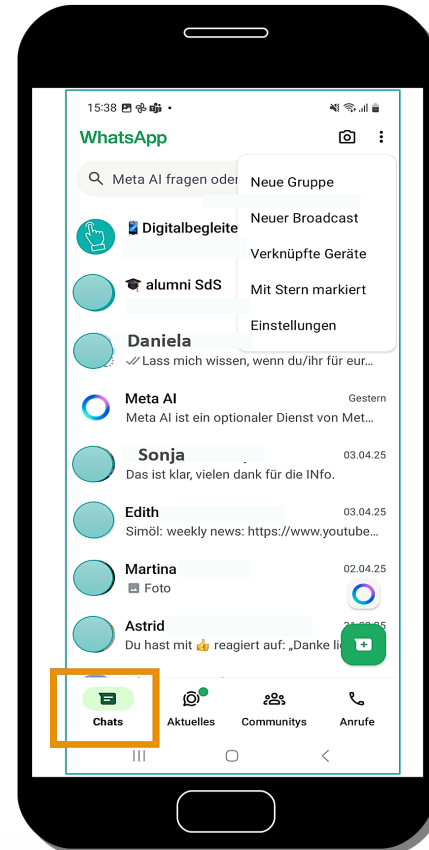 15:38
WhatsApp
Meta AI fragen oder
Neue Gruppe
Neuer Broadcast
Verknüpfte Geräte
Mit Stern markiert
Einstellungen
Digitalbegleite
alumni SdS
Daniela
Lass mich wissen, wenn du/ihr für eur...
Meta AI Gestern
Meta AI ist ein optionaler Dienst von Met...
Sonja 03.04.25
Das ist klar, vielen dank für die INfo.
Edith 03.04.25
Simöl: weekly news: https://www.youtube...
Martina 02.04.25
Foto
Astrid
Du hast mit 👍 reagiert auf: „Danke li
Chats Aktuelles Communitys Anrufe